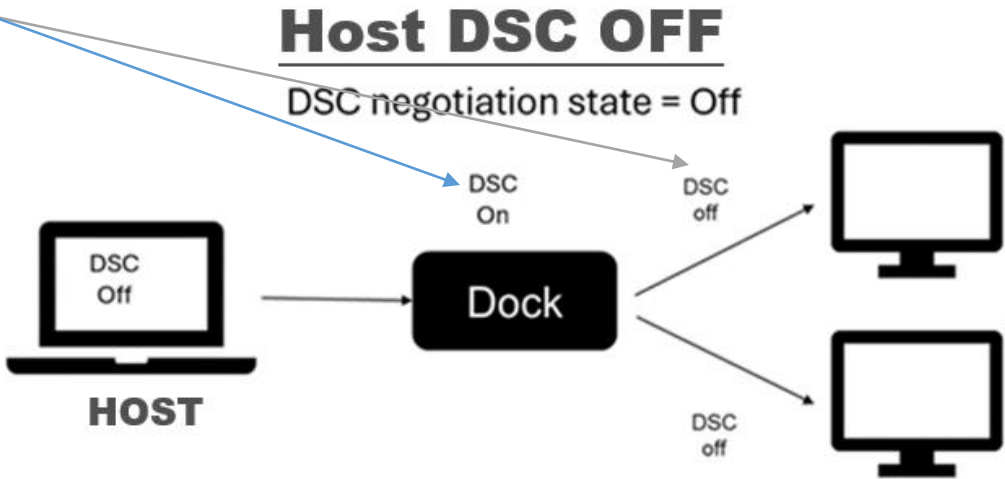 Host DSC OFF
DSC negotiation state = Off
DSC
On
DSC
off
DSC
Off
Dock
HOST
DSC
off